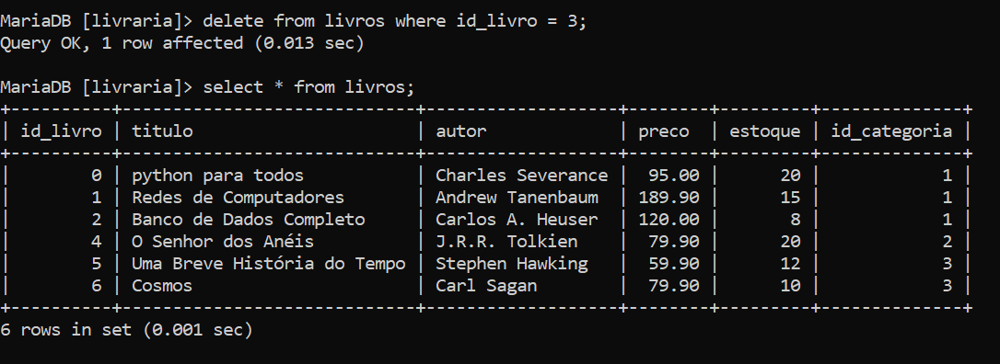 MariaDB [livraria]> delete from livros where id_livro = 3;
Query OK, 1 row affected (0.013 sec)
MariaDB [livraria]> select * from livros;
+----------+-----------------------------+-------------------+--------+---------+--------------+
| id_livro | titulo                      | autor             | preco  | estoque | id_categoria |
+----------+-----------------------------+-------------------+--------+---------+--------------+
|        0 | python para todos           | Charles Severance |  95.00 |      20 |            1 |
|        1 | Redes de Computadores       | Andrew Tanenbaum  | 189.90 |      15 |            1 |
|        2 | Banco de Dados Completo     | Carlos A. Heuser  | 120.00 |       8 |            1 |
|        4 | O Senhor dos Anéis          | J.R.R. Tolkien    |  79.90 |      20 |            2 |
|        5 | Uma Breve História do Tempo | Stephen Hawking   |  59.90 |      12 |            3 |
|        6 | Cosmos                      | Carl Sagan        |  79.90 |      10 |            3 |
+----------+-----------------------------+-------------------+--------+---------+--------------+
6 rows in set (0.001 sec)